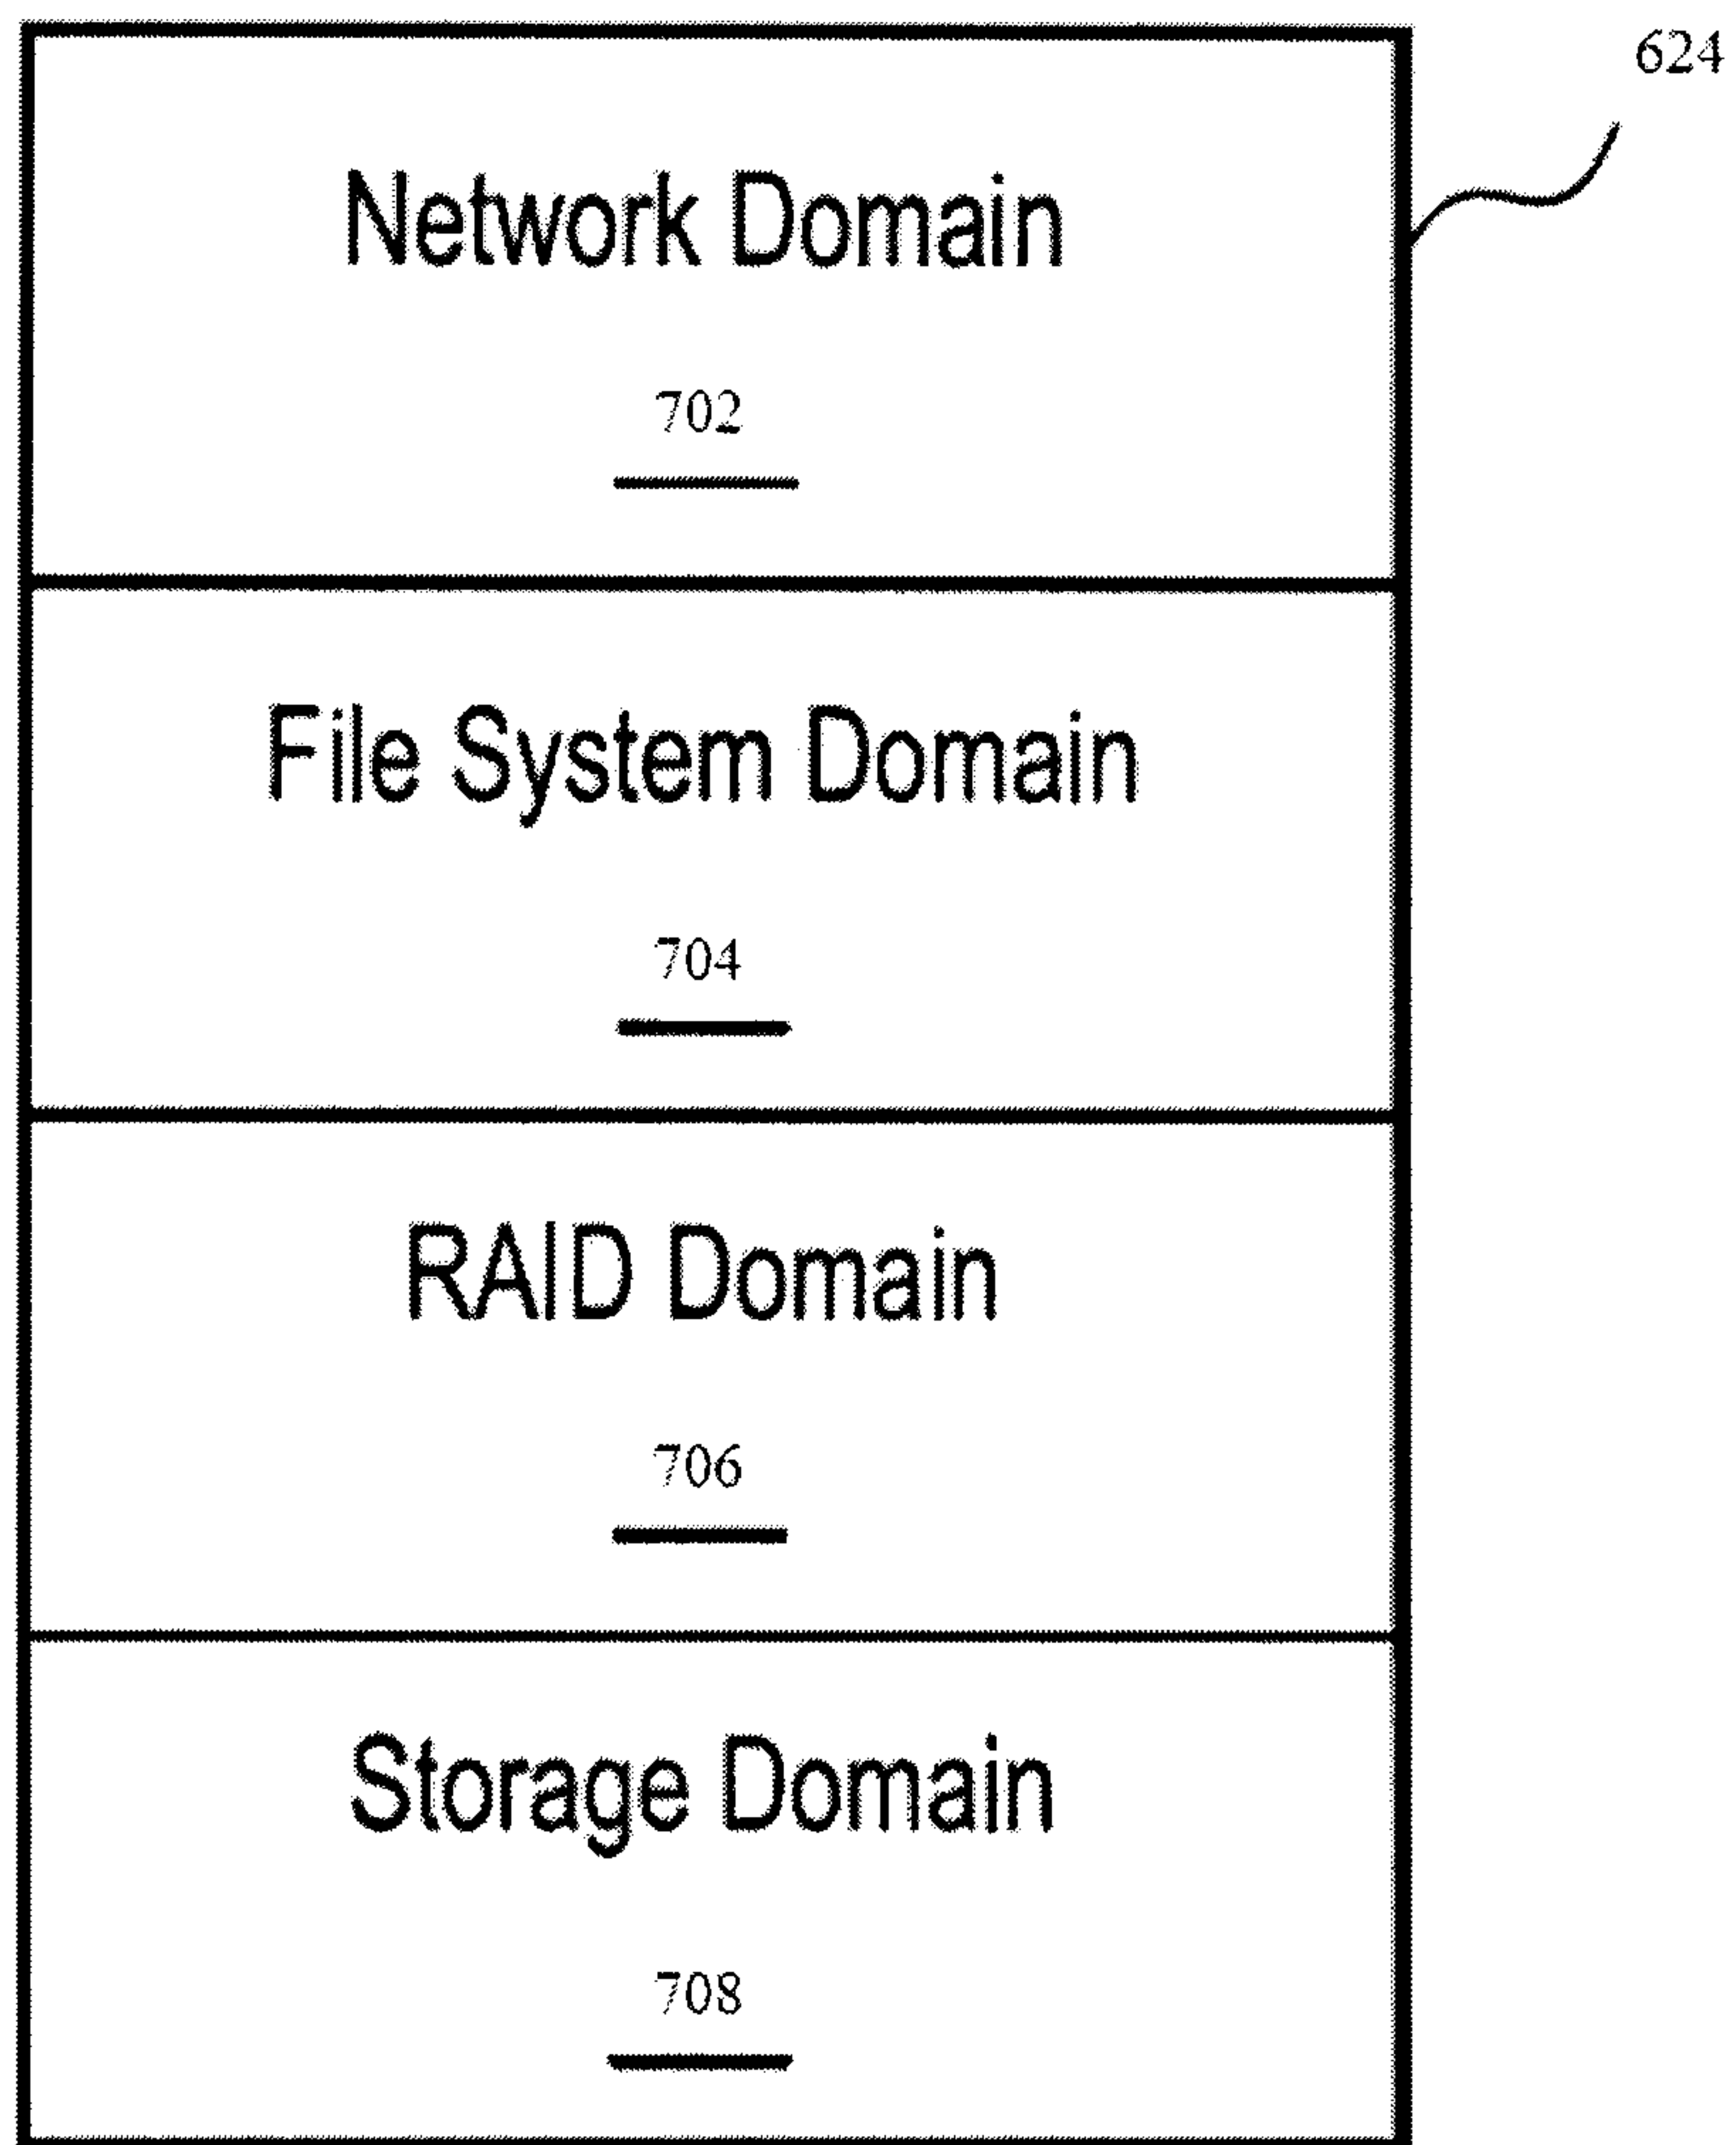 624
Network Domain
702
File System Domain
704
RAID Domain
706
Storage Domain
708